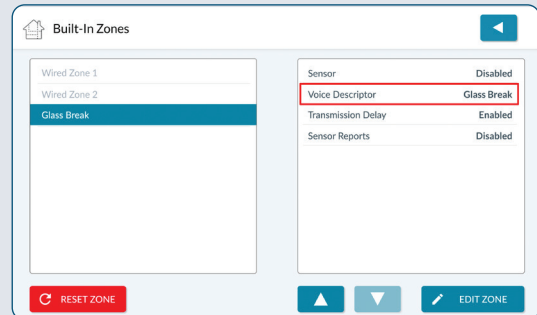 Built-In Zones
Wired Zone 1
Wired Zone 2
Glass Break
Sensor Disabled
Voice Descriptor Glass Break
Transmission Delay Enabled
Sensor Reports Disabled
RESET ZONE
EDIT ZONE